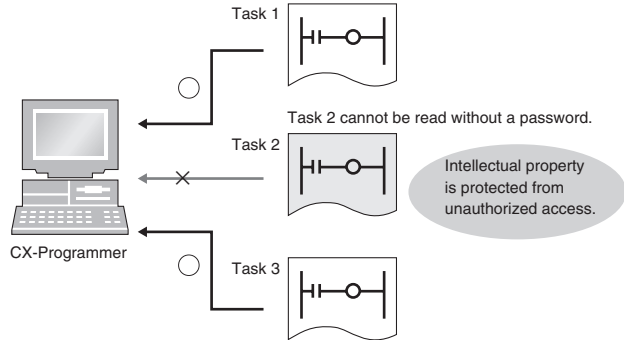 Task 1
Task 2 cannot be read without a password.
Task 2
Intellectual property
is protected from
unauthorized access.
CX-Programmer
Task 3